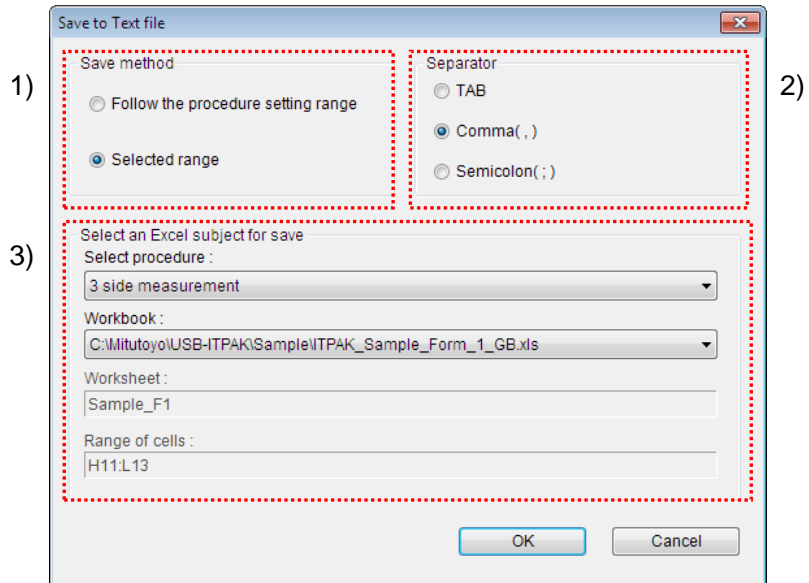 Save to Text file
1)
Save method
Follow the procedure setting range
Selected range
Separator
TAB
Comma( , )
Semicolon( ; )
2)
3)
Select an Excel subject for save
Select procedure :
3 side measurement
Workbook :
C:\Mitutoyo\USB-ITPAK\Sample\ITPAK_Sample_Form_1_GB.xls
Worksheet :
Sample_F1
Range of cells :
H11:L13
OK
Cancel